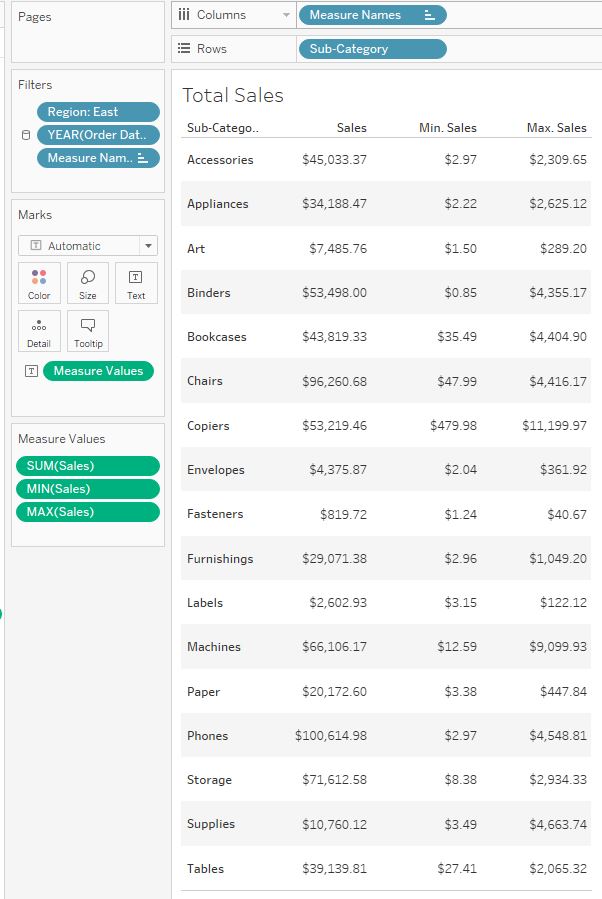 Pages
Columns
Measure Names
Rows
Sub-Category
Filters
Region: East
YEAR(Order Dat..
Measure Nam..
Marks
T Automatic
Color Size Text
Detail Tooltip
T Measure Values
Measure Values
SUM(Sales)
MIN(Sales)
MAX(Sales)
Total Sales
Sub-Catego.. Sales Min. Sales Max. Sales
Accessories $45,033.37 $2.97 $2,309.65
Appliances $34,188.47 $2.22 $2,625.12
Art $7,485.76 $1.50 $289.20
Binders $53,498.00 $0.85 $4,355.17
Bookcases $43,819.33 $35.49 $4,404.90
Chairs $96,260.68 $47.99 $4,416.17
Copiers $53,219.46 $479.98 $11,199.97
Envelopes $4,375.87 $2.04 $361.92
Fasteners $819.72 $1.24 $40.67
Furnishings $29,071.38 $2.96 $1,049.20
Labels $2,602.93 $3.15 $122.12
Machines $66,106.17 $12.59 $9,099.93
Paper $20,172.60 $3.38 $447.84
Phones $100,614.98 $2.97 $4,548.81
Storage $71,612.58 $8.38 $2,934.33
Supplies $10,760.12 $3.49 $4,663.74
Tables $39,139.81 $27.41 $2,065.32